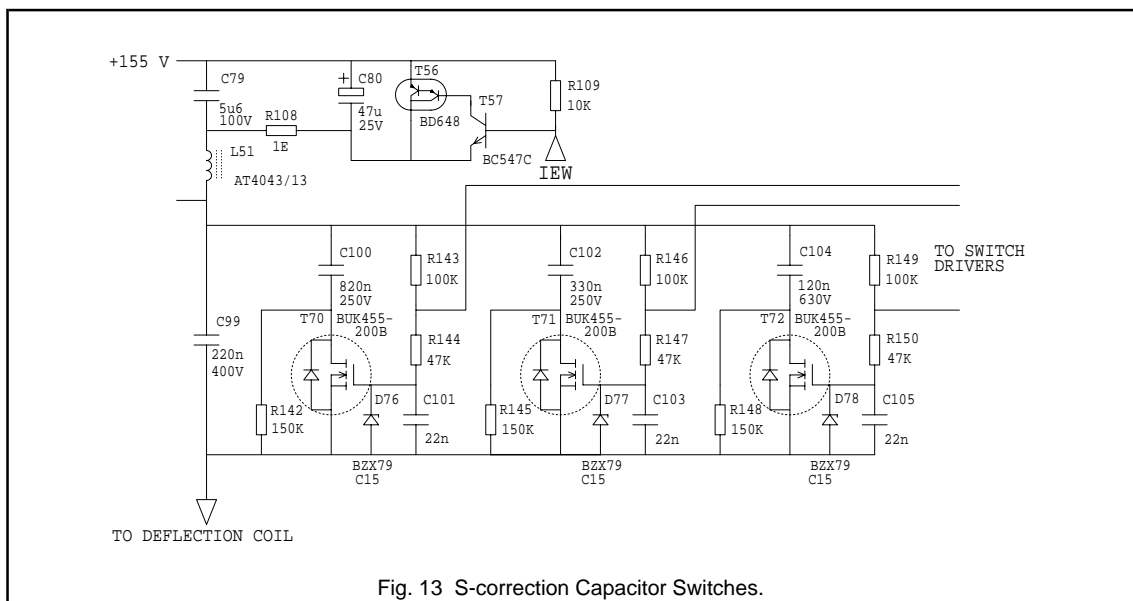 +155 V
C79
5u6
100V
R108
1E
+
C80
47u
25V
T56
BD648
T57
BC547C
R109
10K
IEW
L51
AT4043/13
TO SWITCH
DRIVERS
C100
820n
250V
R143
100K
C102
330n
250V
R146
100K
C104
120n
630V
R149
100K
C99
220n
400V
T70
BUK455-
200B
R144
47K
T71
BUK455-
200B
R147
47K
T72
BUK455-
200B
R150
47K
R142
150K
D76
C101
22n
R145
150K
D77
C103
22n
R148
150K
D78
C105
22n
BZX79
C15
BZX79
C15
BZX79
C15
TO DEFLECTION COIL
Fig. 13 S-correction Capacitor Switches.